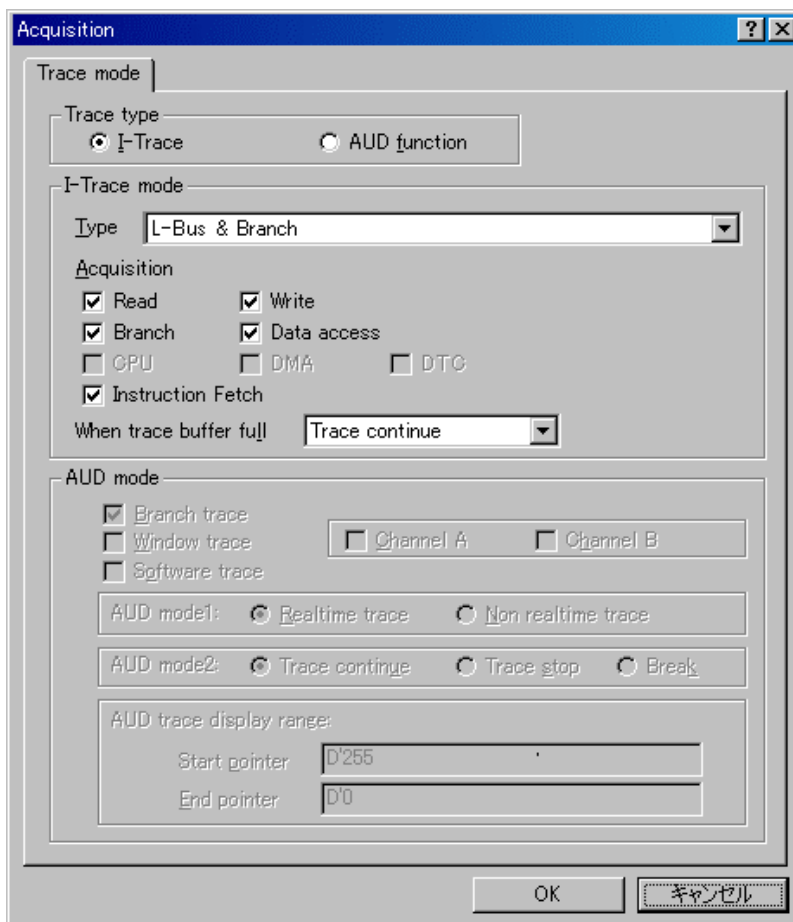 Acquisition
Trace mode
Trace type
I-Trace AUD function
I-Trace mode
Type L-Bus & Branch
Acquisition
Read Write
Branch Data access
CPU DMA DTC
Instruction Fetch
When trace buffer full Trace continue
AUD mode
Branch trace
Window trace Channel A Channel B
Software trace
AUD mode1: Realtime trace Non realtime trace
AUD mode2: Trace continue Trace stop Break
AUD trace display range:
Start pointer D'255
End pointer D'0
OK キャンセル